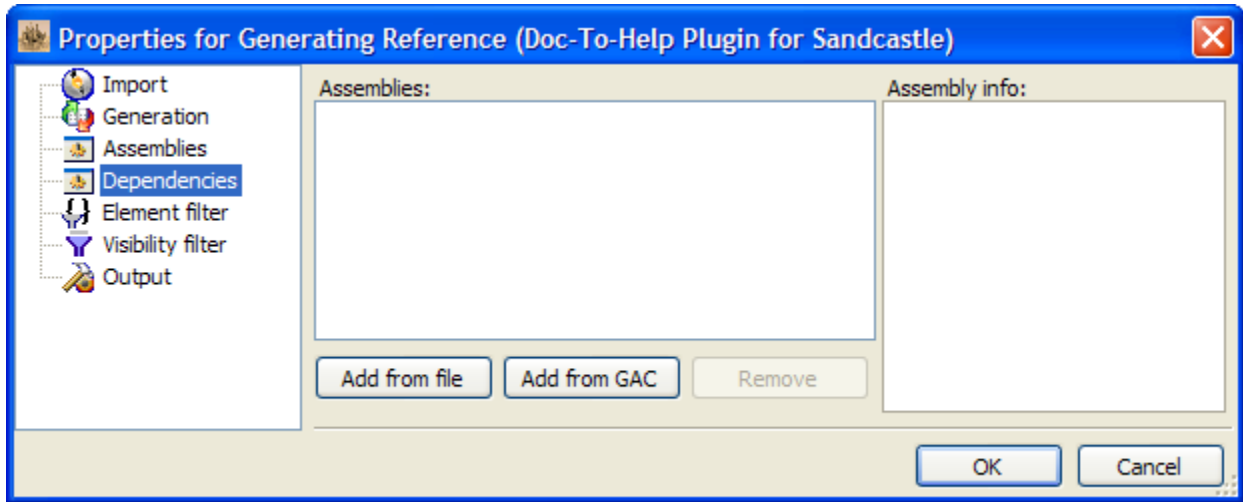 Properties for Generating Reference (Doc-To-Help Plugin for Sandcastle)
Import
Generation
Assemblies
Dependencies
Element filter
Visibility filter
Output
Assemblies:
Add from file
Add from GAC
Remove
Assembly info:
OK
Cancel